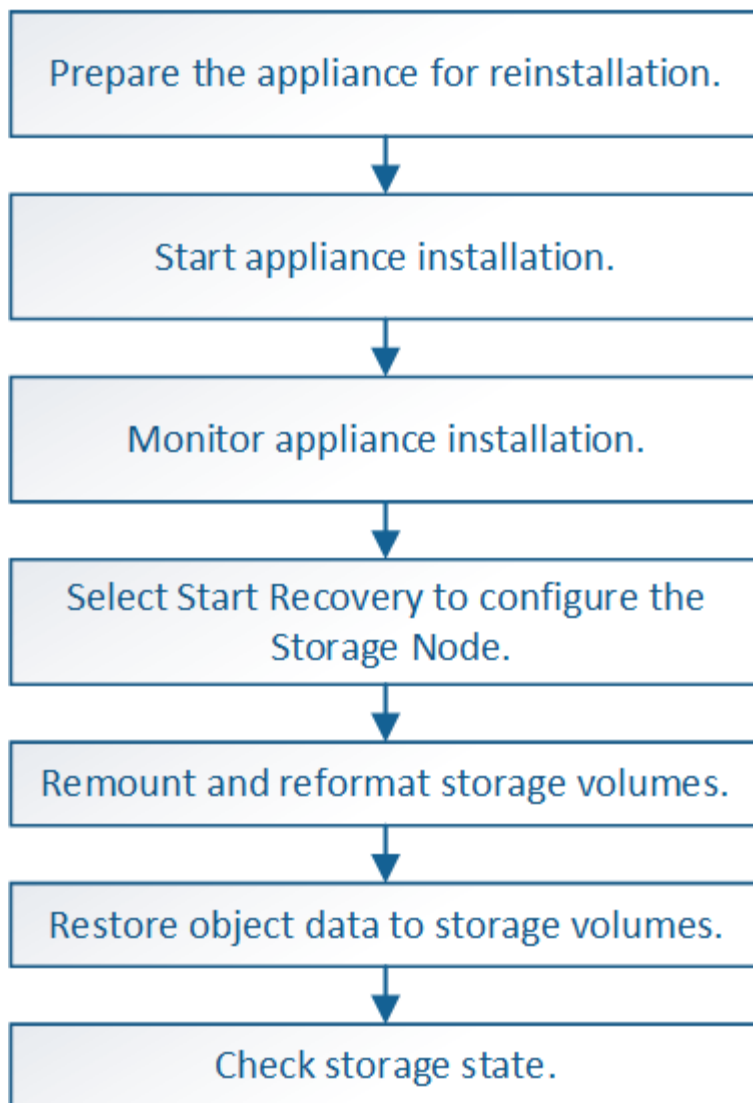 Prepare the appliance for reinstallation.
Start appliance installation.
Monitor appliance installation.
Select Start Recovery to configure the
Storage Node.
Remount and reformat storage volumes.
Restore object data to storage volumes.
Check storage state.